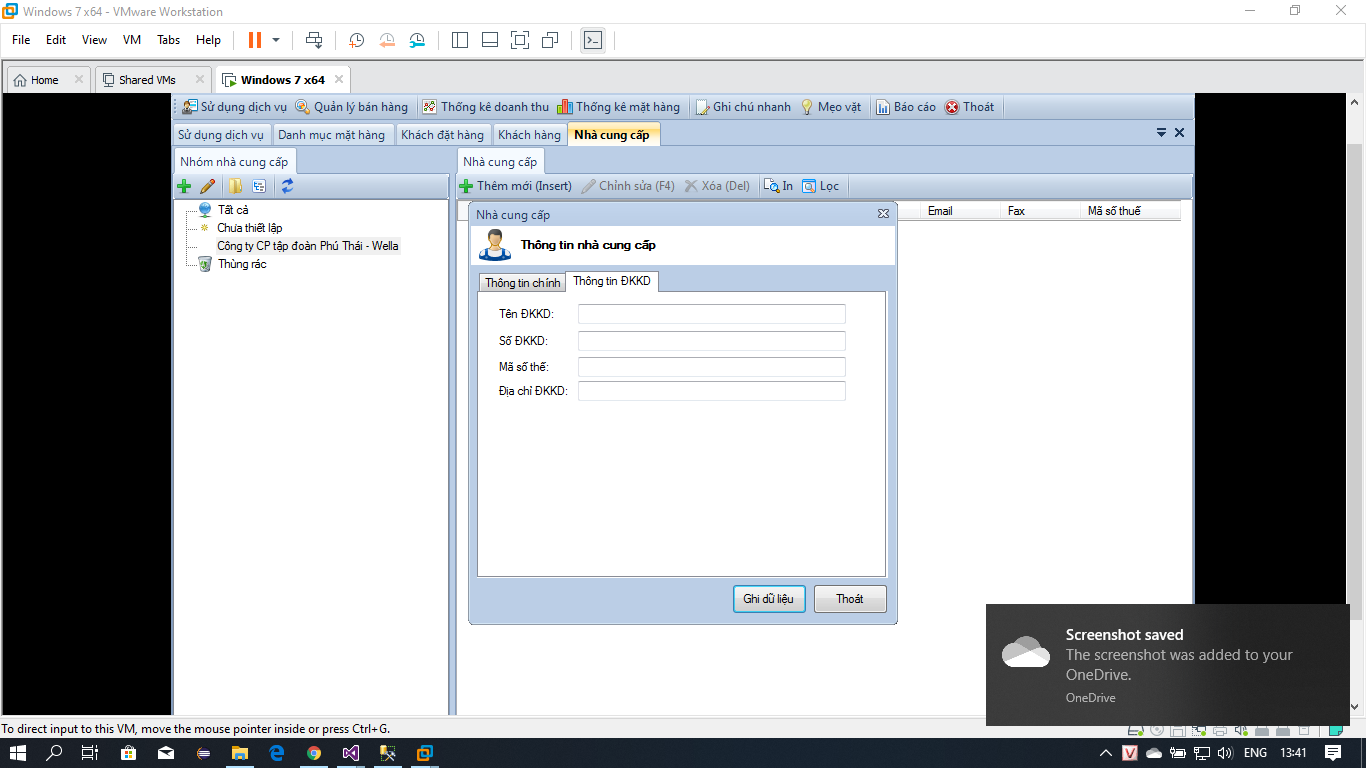 Windows 7 x64 - VMware Workstation
File Edit View VM Tabs Help
Home Shared VMs Windows 7 x64
Sử dụng dịch vụ Quản lý bán hàng Thống kê doanh thu Thống kê mặt hàng Ghi chú nhanh Mẹo vặt Báo cáo Thoát
Sử dụng dịch vụ Danh mục mặt hàng Khách đặt hàng Khách hàng Nhà cung cấp
Nhóm nhà cung cấp
Tất cả
Chưa thiết lập
Công ty CP tập đoàn Phú Thái - Wella
Thùng rác
Nhà cung cấp
Thêm mới (Insert) Chỉnh sửa (F4) Xóa (Del) In Lọc
Email Fax Mã số thuế
Nhà cung cấp
Thông tin nhà cung cấp
Thông tin chính Thông tin ĐKKD
Tên ĐKKD:
Số ĐKKD:
Mã số thế:
Địa chỉ ĐKKD:
Ghi dữ liệu Thoát
Screenshot saved
The screenshot was added to your
OneDrive.
OneDrive
To direct input to this VM, move the mouse pointer inside or press Ctrl+G.
ENG 13:41